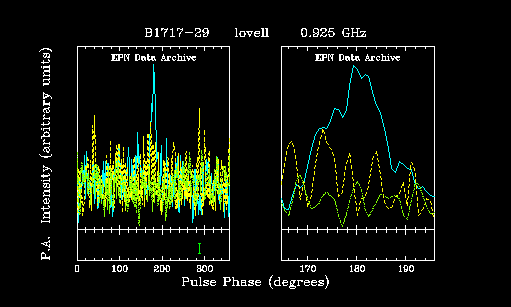 B1717-29 lovell 0.925 GHz
EPN Data Archive EPN Data Archive
P.A. Intensity (arbitrary units)
0 100 200 300 170 180 190
Pulse Phase (degrees)